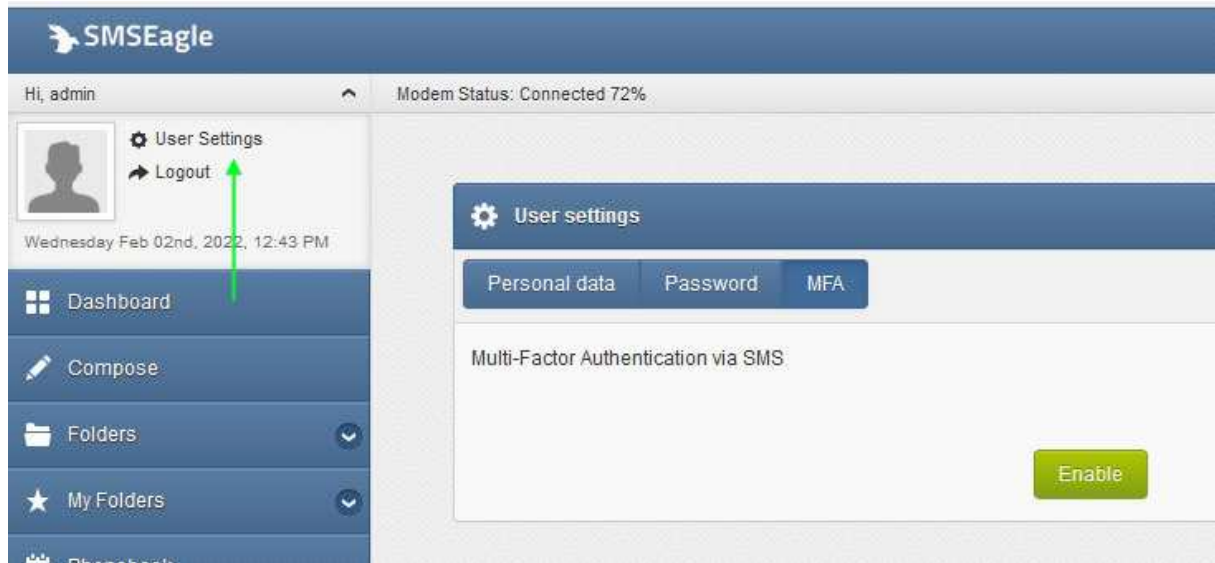 SMSEagle
Hi, admin
Modem Status: Connected 72%
User Settings
Logout
Wednesday Feb 02nd, 2022, 12:43 PM
User settings
Personal data Password MFA
Multi-Factor Authentication via SMS
Enable
Dashboard
Compose
Folders
My Folders
Phonebook